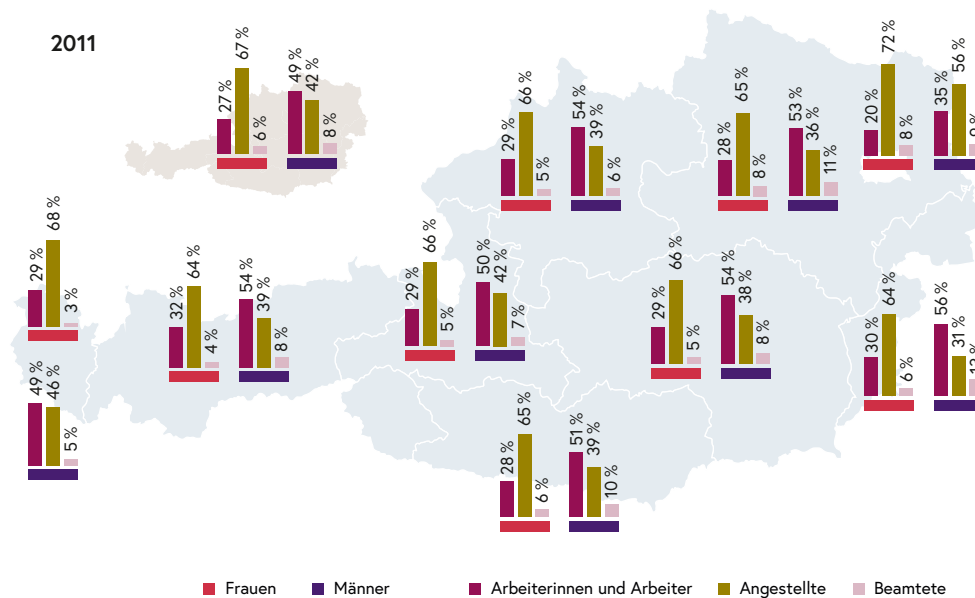 2011
27 % 67 % 6 %
49 % 42 % 8 %
29 % 66 % 5 %
54 % 39 % 6 %
28 % 65 % 8 %
53 % 36 % 11 %
20 % 72 % 8 %
35 % 56 %
29 % 68 % 3 %
49 % 46 % 5 %
32 % 64 % 4 %
54 % 39 % 8 %
29 % 66 % 5 %
50 % 42 % 7 %
29 % 66 % 5 %
54 % 38 % 8 %
30 % 64 % 6 %
56 % 31 %
28 % 65 % 6 %
51 % 39 % 10 %
Frauen Männer Arbeiterinnen und Arbeiter Angestellte Beamtete